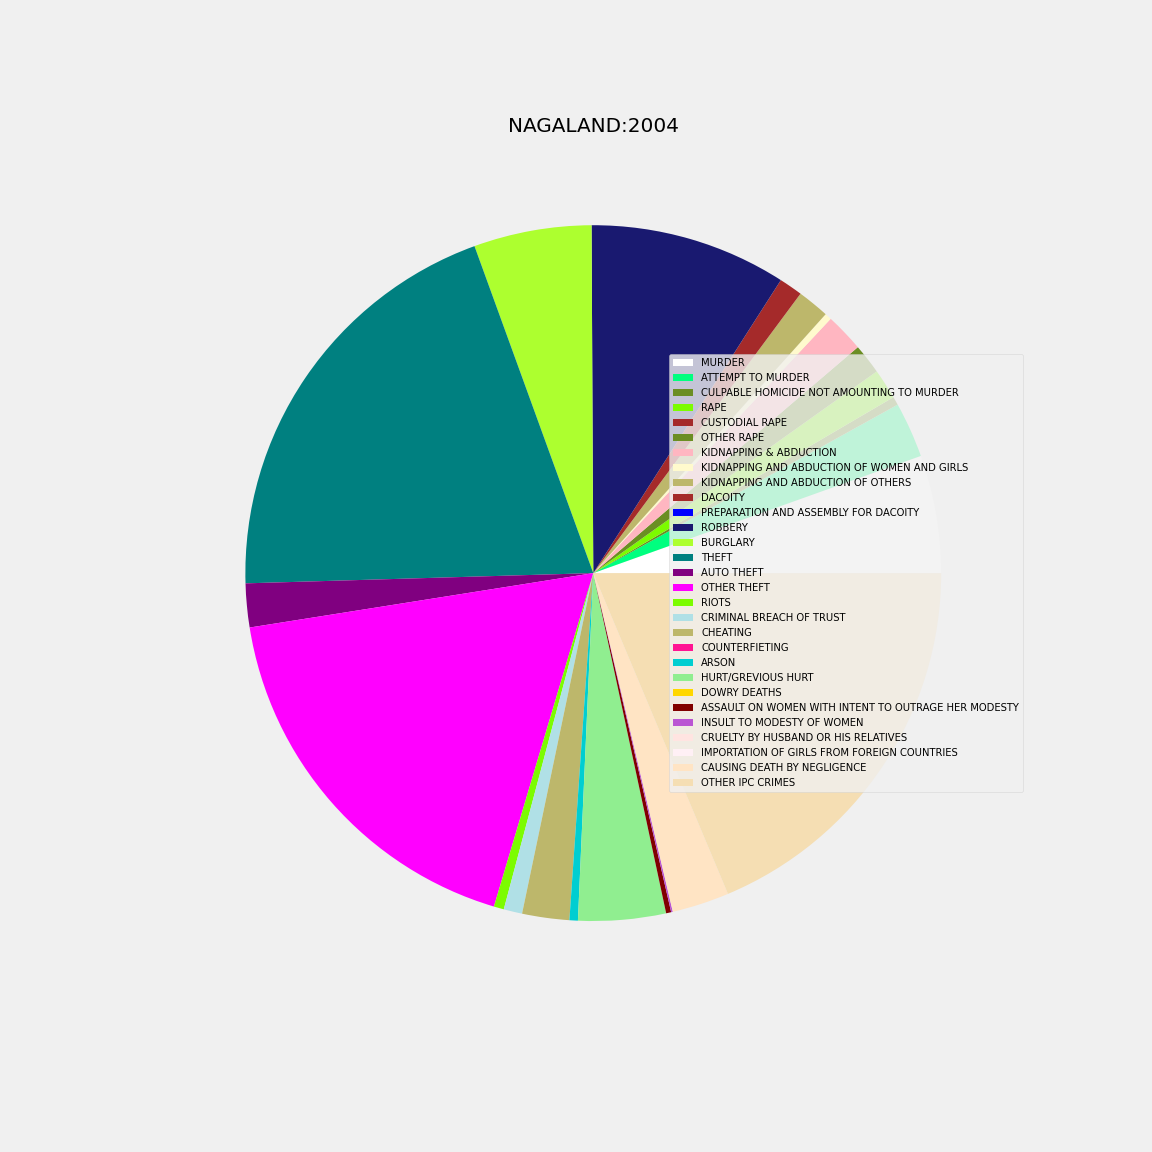 NAGALAND:2004
MURDER
ATTEMPT TO MURDER
CULPABLE HOMICIDE NOT AMOUNTING TO MURDER
RAPE
CUSTODIAL RAPE
OTHER RAPE
KIDNAPPING & ABDUCTION
KIDNAPPING AND ABDUCTION OF WOMEN AND GIRLS
KIDNAPPING AND ABDUCTION OF OTHERS
DACOITY
PREPARATION AND ASSEMBLY FOR DACOITY
ROBBERY
BURGLARY
THEFT
AUTO THEFT
OTHER THEFT
RIOTS
CRIMINAL BREACH OF TRUST
CHEATING
COUNTERFIETING
ARSON
HURT/GREVIOUS HURT
DOWRY DEATHS
ASSAULT ON WOMEN WITH INTENT TO OUTRAGE HER MODESTY
INSULT TO MODESTY OF WOMEN
CRUELTY BY HUSBAND OR HIS RELATIVES
IMPORTATION OF GIRLS FROM FOREIGN COUNTRIES
CAUSING DEATH BY NEGLIGENCE
OTHER IPC CRIMES